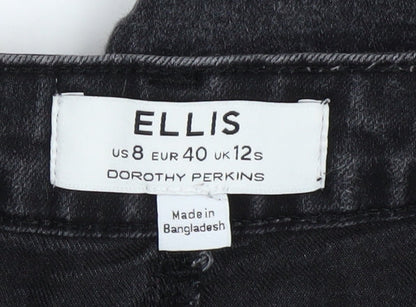 ELLIS
US 8 EUR 40 UK 12S
DOROTHY PERKINS
Made in
Bangladesh